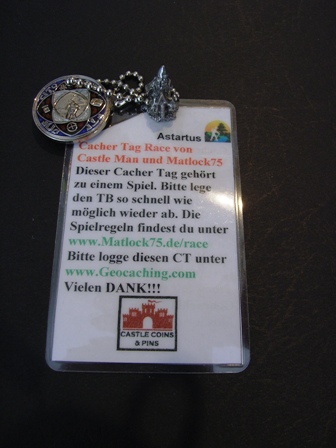 Astartus
Cacher Tag Race von
Castle Man und Matlock75
Dieser Cacher Tag gehört
zu einem Spiel. Bitte lege
den TB so schnell wie
möglich wieder ab. Die
Spielregeln findest du unter
www.Matlock75.de/race
Bitte logge diesen CT unter
www.Geocaching.com
Vielen DANK!!!
CASTLE COINS
& PINS